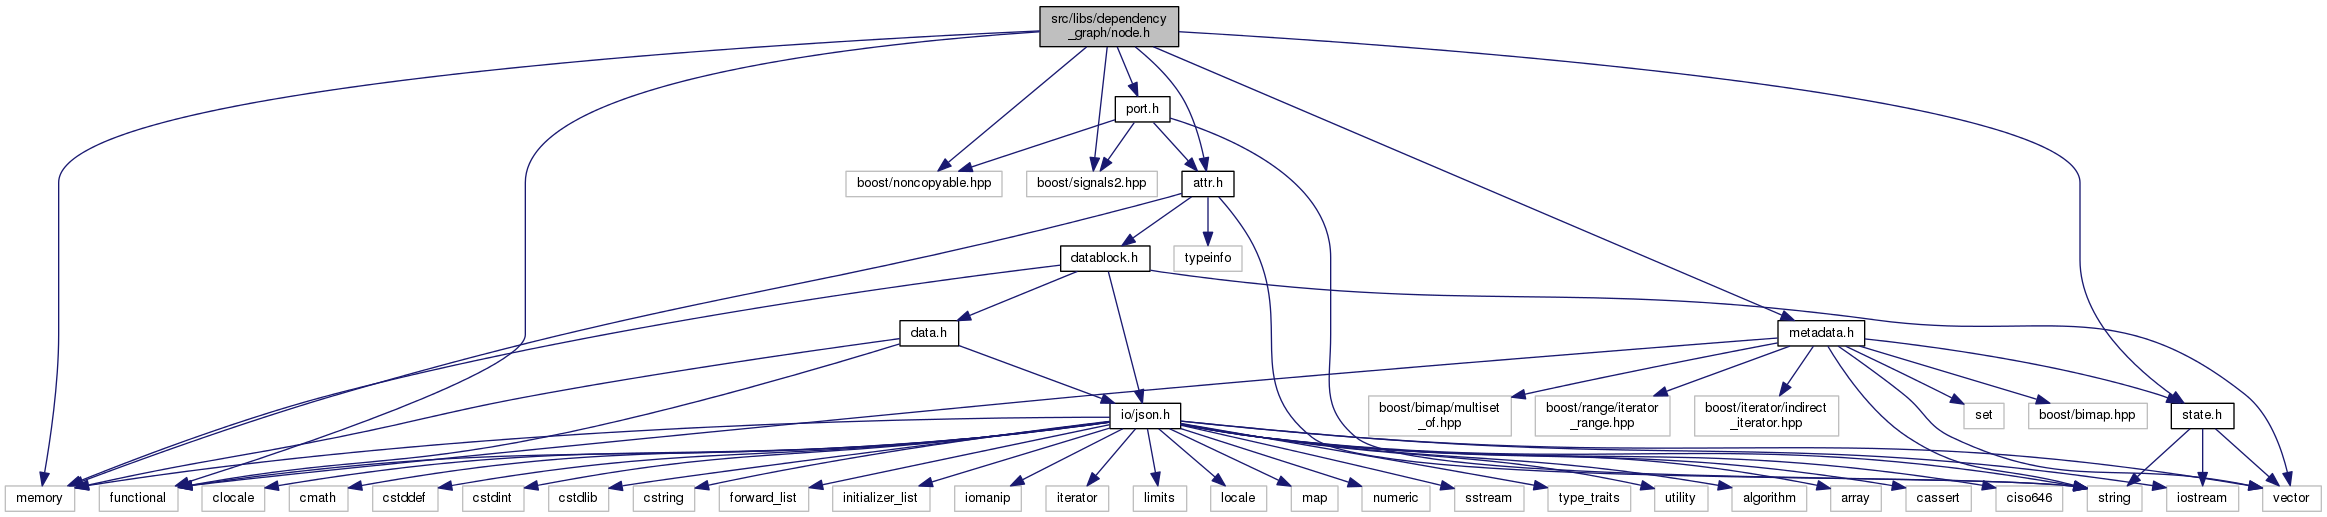 src/libs/dependency
_graph/node.h
port.h
boost/noncopyable.hpp
boost/signals2.hpp
attr.h
datablock.h
typeinfo
data.h
metadata.h
io/json.h
boost/bimap/multiset
_of.hpp
boost/range/iterator
_range.hpp
boost/iterator/indirect
_iterator.hpp
set
boost/bimap.hpp
state.h
memory
functional
clocale
cmath
cstddef
cstdint
cstdlib
cstring
forward_list
initializer_list
iomanip
iterator
limits
locale
map
numeric
sstream
type_traits
utility
algorithm
array
cassert
ciso646
string
iostream
vector